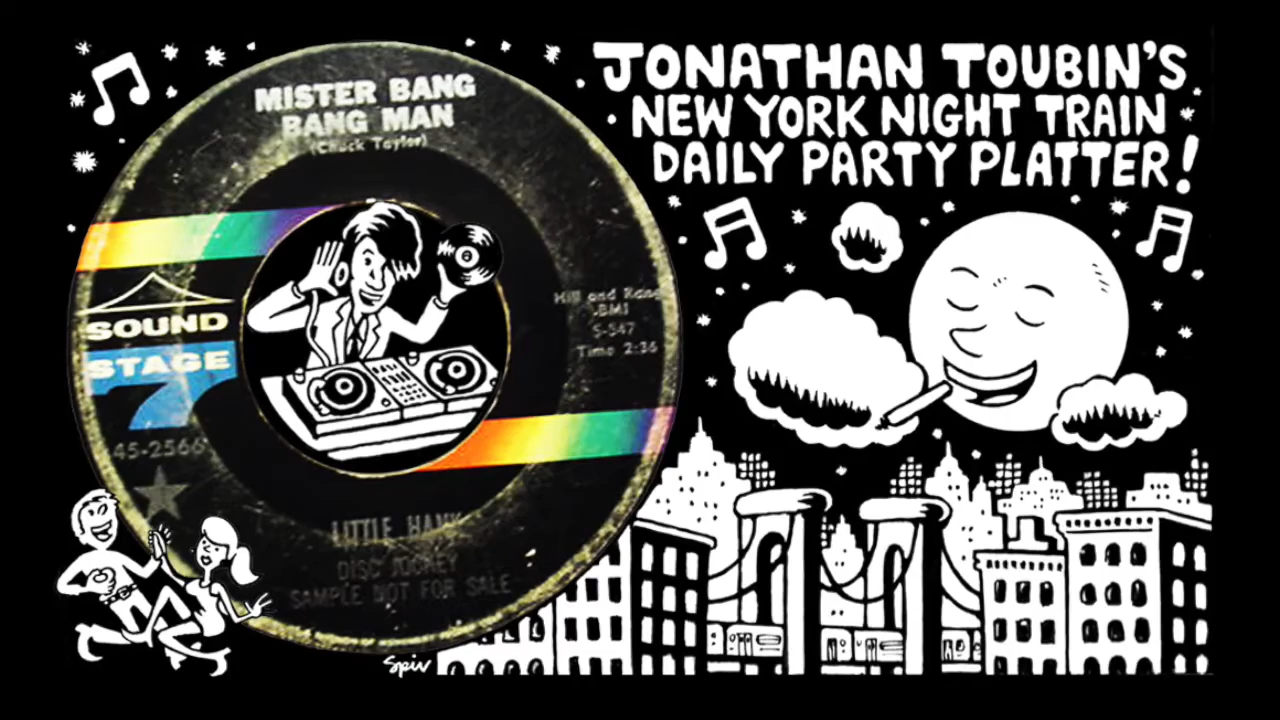 JONATHAN TOUBIN'S
NEW YORK NIGHT TRAIN
DAILY PARTY PLATTER!
MISTER BANG
BANG MAN
(Chuck Taylor)
SOUND
STAGE
7
45-2566
Hill and Range
BMI
S-547
Time 2:36
LITTLE HANK
DISC JOCKEY
SAMPLE NOT FOR SALE
Spiv